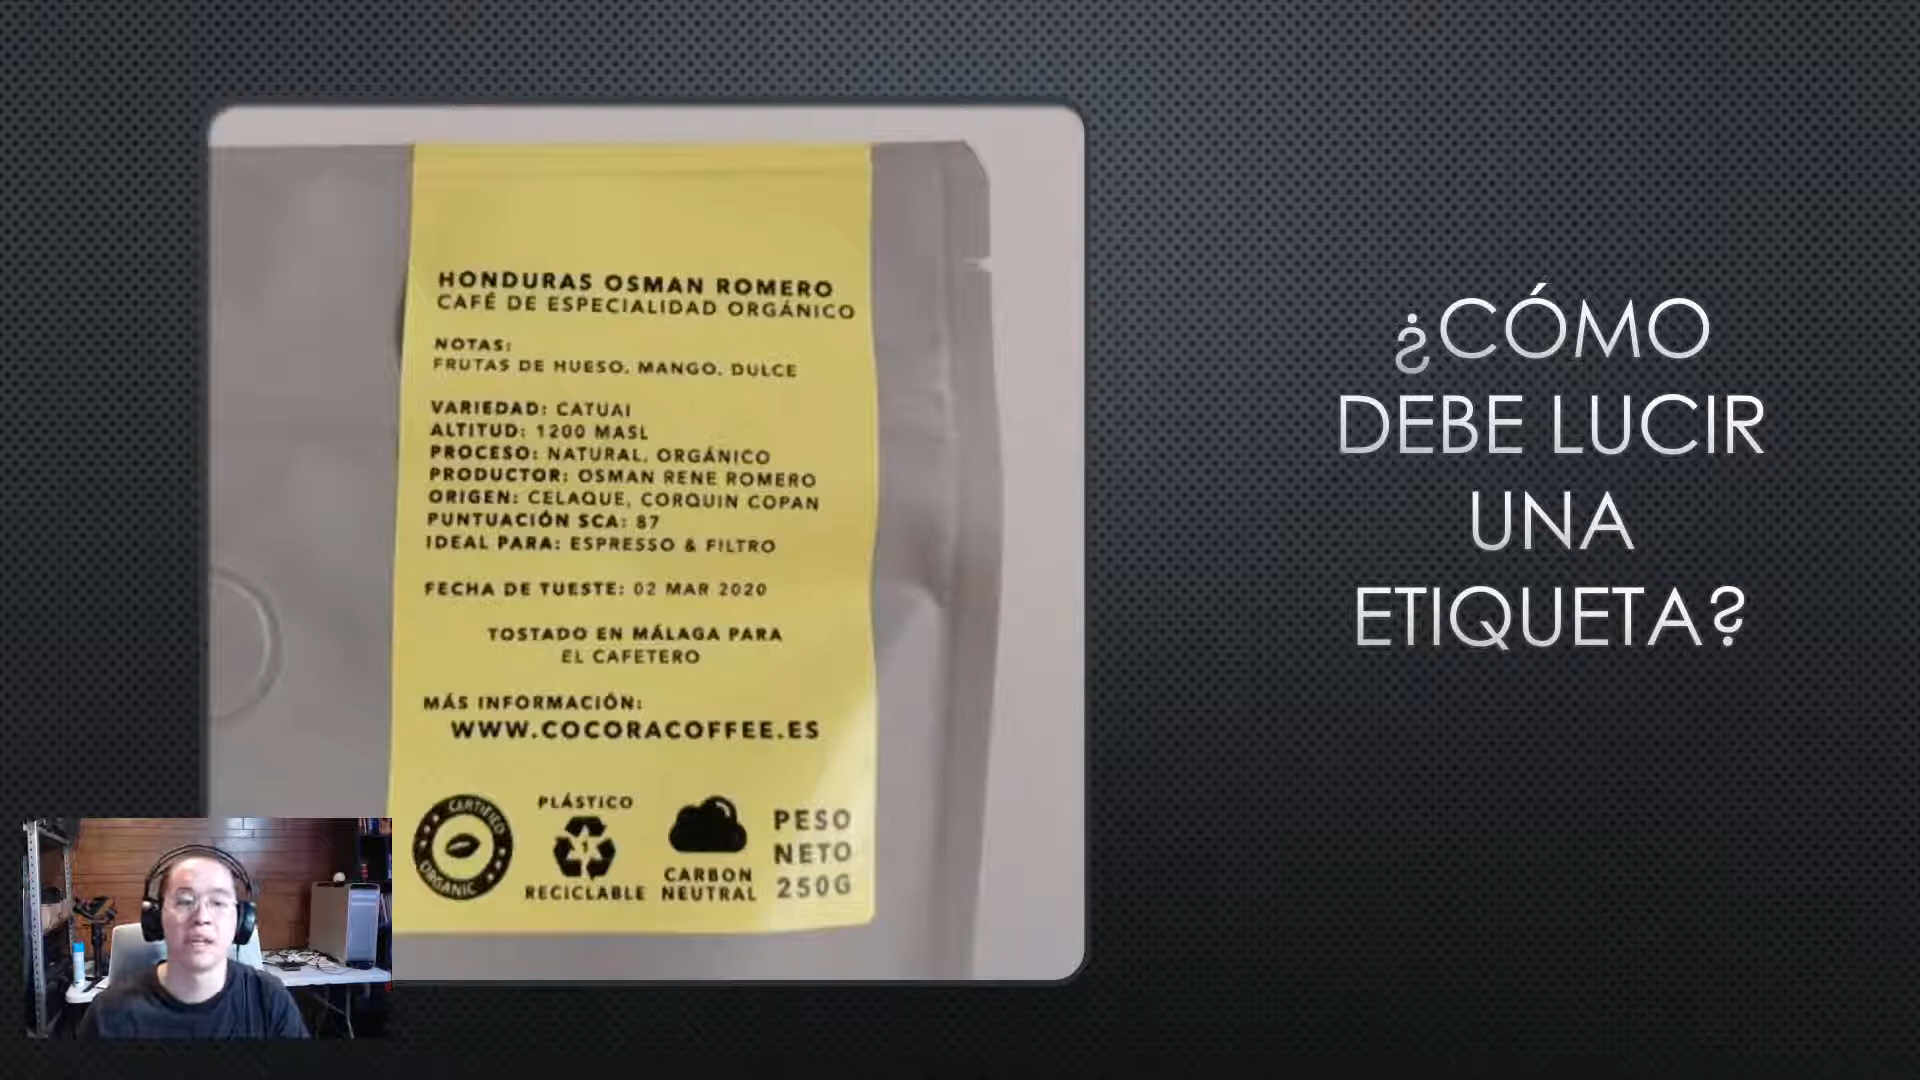 HONDURAS OSMAN ROMERO
CAFÉ DE ESPECIALIDAD ORGÁNICO
NOTAS:
FRUTAS DE HUESO, MANGO, DULCE
VARIEDAD: CATUAI
ALTITUD: 1200 MASL
PROCESO: NATURAL, ORGÁNICO
PRODUCTOR: OSMAN RENE ROMERO
ORIGEN: CELAQUE, CORQUIN COPAN
PUNTUACIÓN SCA: 87
IDEAL PARA: ESPRESSO & FILTRO
FECHA DE TUESTE: 02 MAR 2020
TOSTADO EN MÁLAGA PARA
EL CAFETERO
MÁS INFORMACIÓN:
WWW.COCORACOFFEE.ES
CERTIFIED
ORGANIC
PLÁSTICO
1
RECICLABLE
CARBON
NEUTRAL
PESO
NETO
250G
¿CÓMO
DEBE LUCIR
UNA
ETIQUETA?